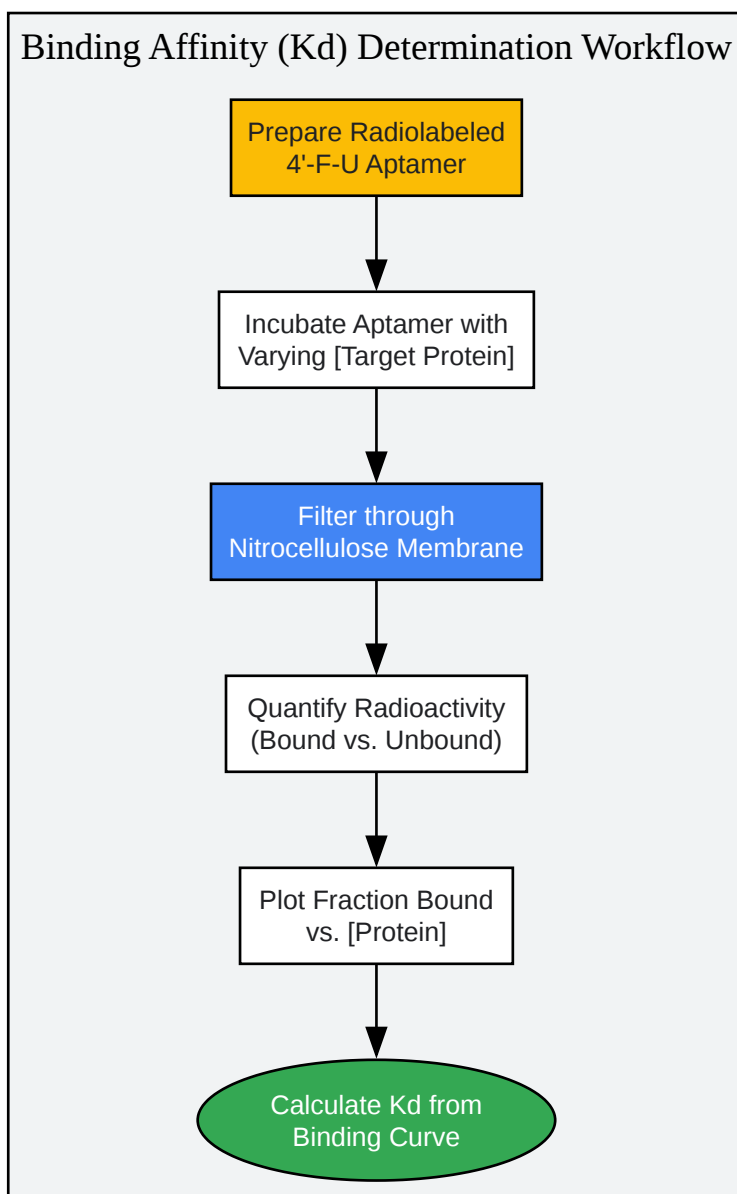 Binding Affinity (Kd) Determination Workflow
Prepare Radiolabeled
4'-F-U Aptamer
Incubate Aptamer with
Varying [Target Protein]
Filter through
Nitrocellulose Membrane
Quantify Radioactivity
(Bound vs. Unbound)
Plot Fraction Bound
vs. [Protein]
Calculate Kd from
Binding Curve